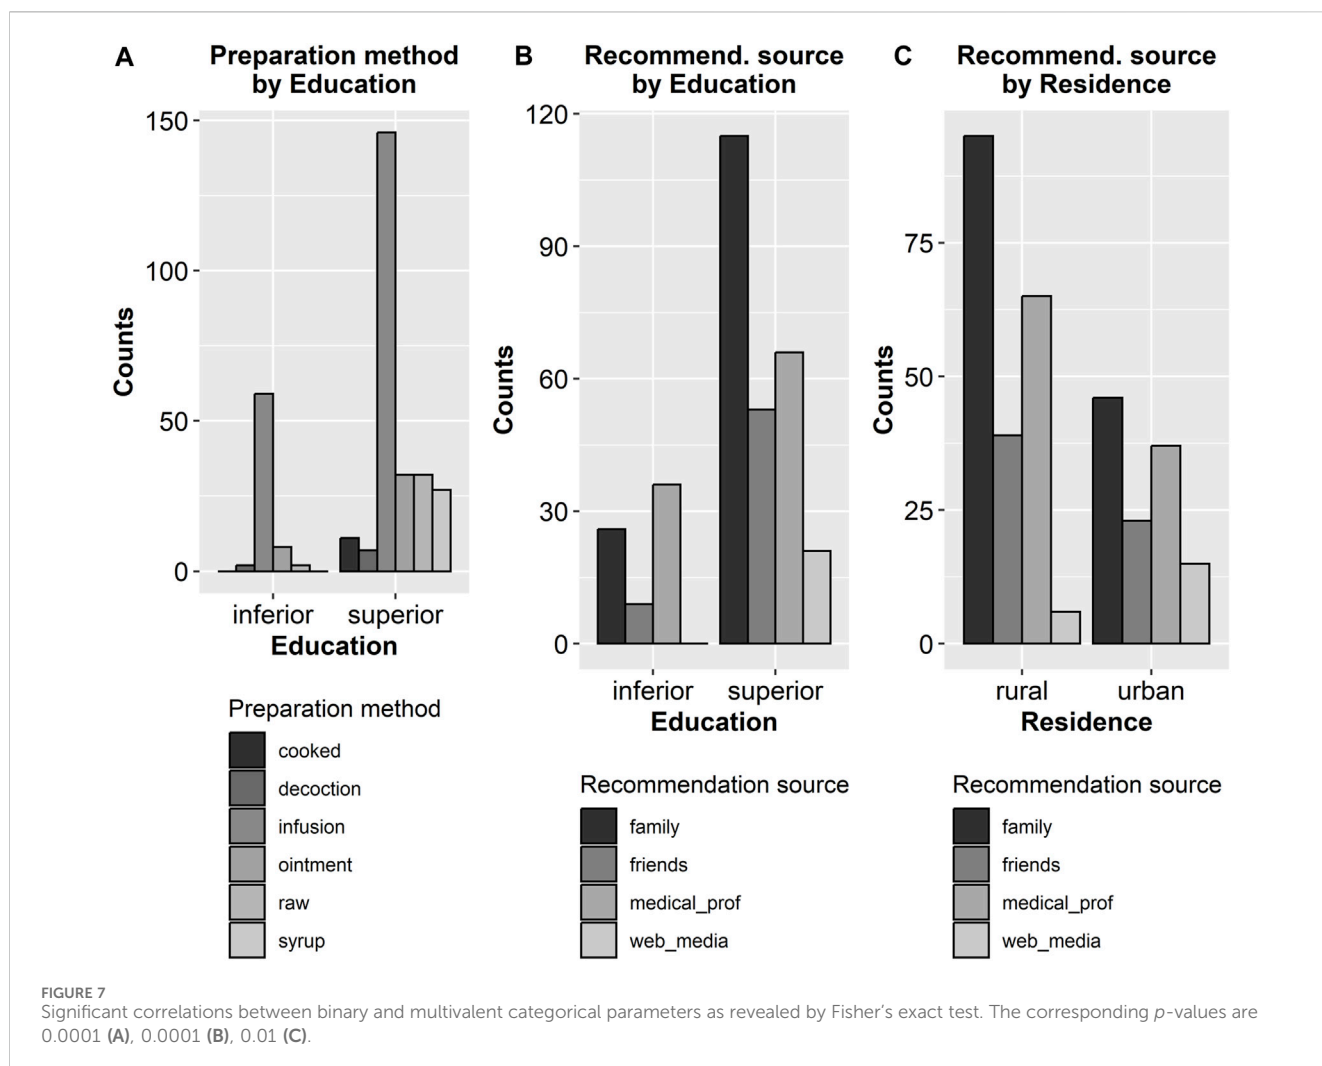 A
Preparation method
by Education
Counts
150
100
50
0
inferior
superior
Education
Preparation method
cooked
decoction
infusion
ointment
raw
syrup
B
Recommend. source
by Education
Counts
120
90
60
30
0
inferior
superior
Education
Recommendation source
family
friends
medical_prof
web_media
C
Recommend. source
by Residence
Counts
75
50
25
0
rural
urban
Residence
Recommendation source
family
friends
medical_prof
web_media
FIGURE 7
Significant correlations between binary and multivalent categorical parameters as revealed by Fisher’s exact test. The corresponding p-values are
0.0001 (A), 0.0001 (B), 0.01 (C).